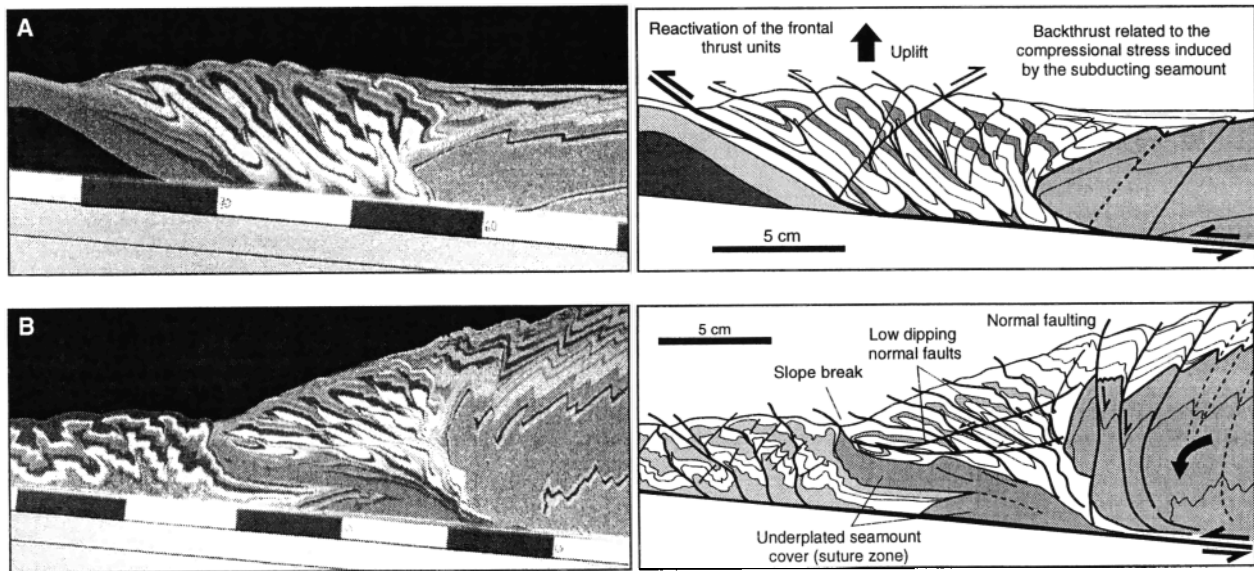 A
Reactivation of the frontal
thrust units
Uplift
Backthrust related to the
compressional stress induced
by the subducting seamount
5 cm
B
5 cm
Normal faulting
Low dipping
normal faults
Slope break
Underplated seamount
cover (suture zone)